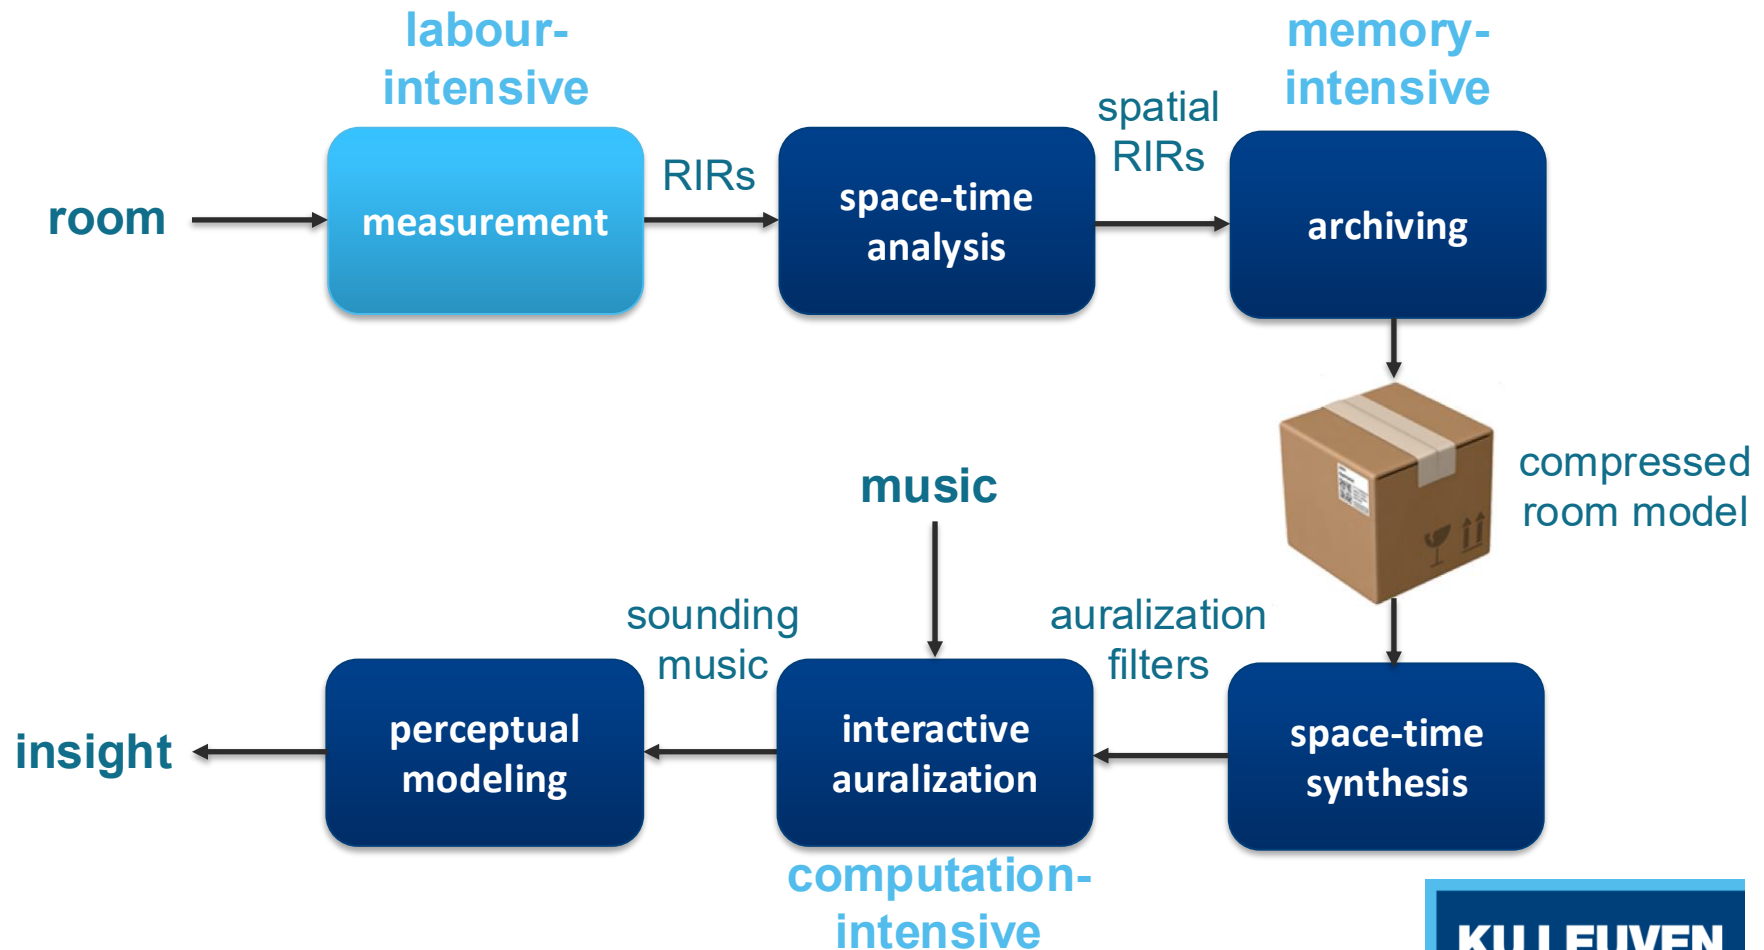 labour-
intensive
memory-
intensive
room
measurement
RIRs
space-time
analysis
spatial
RIRs
archiving
compressed
room model
music
insight
perceptual
modeling
sounding
music
interactive
auralization
auralization
filters
space-time
synthesis
computation-
intensive
KU LEUVEN